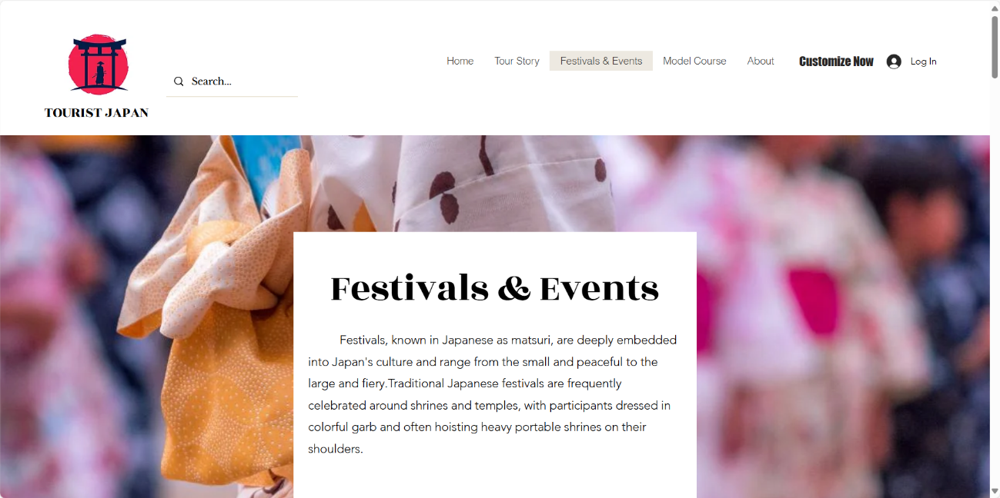 Home Tour Story Festivals & Events Model Course About Customize Now Log In
Search...
TOURIST JAPAN
Festivals & Events
Festivals, known in Japanese as matsuri, are deeply embedded
into Japan's culture and range from the small and peaceful to the
large and fiery.Traditional Japanese festivals are frequently
celebrated around shrines and temples, with participants dressed in
colorful garb and often hoisting heavy portable shrines on their
shoulders.